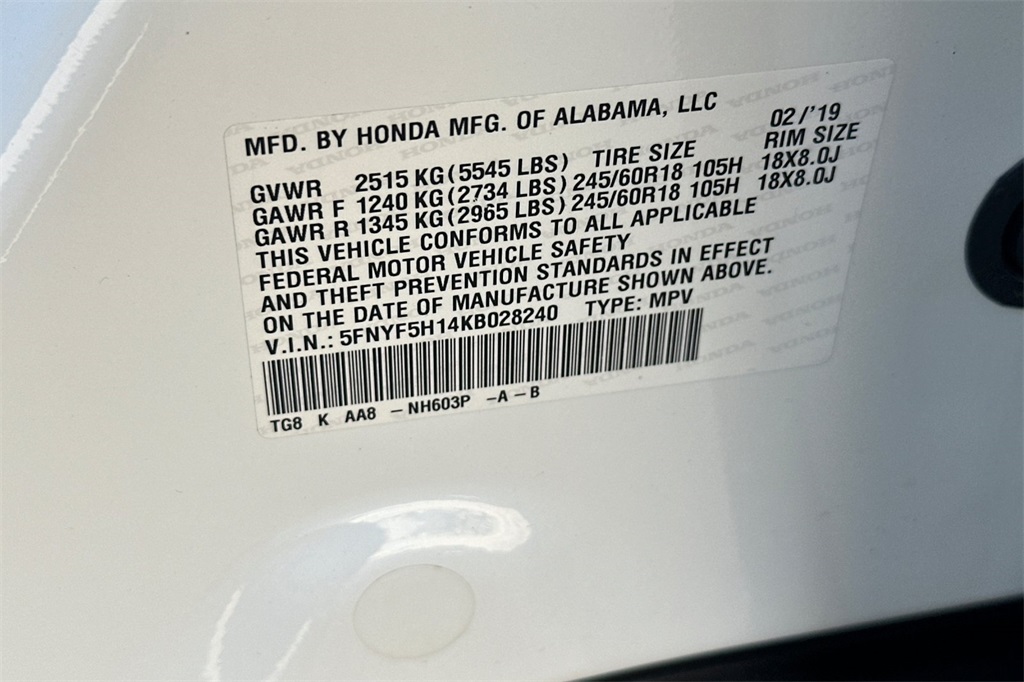 MFD. BY HONDA MFG. OF ALABAMA, LLC 02/'19
GVWR 2515 KG (5545 LBS) TIRE SIZE RIM SIZE
GAWR F 1240 KG (2734 LBS) 245/60R18 105H 18X8.0J
GAWR R 1345 KG (2965 LBS) 245/60R18 105H 18X8.0J
THIS VEHICLE CONFORMS TO ALL APPLICABLE
FEDERAL MOTOR VEHICLE SAFETY
AND THEFT PREVENTION STANDARDS IN EFFECT
ON THE DATE OF MANUFACTURE SHOWN ABOVE.
V.I.N.: 5FNYF5H14KB028240 TYPE: MPV
TG8 K AA8 - NH603P -A-B